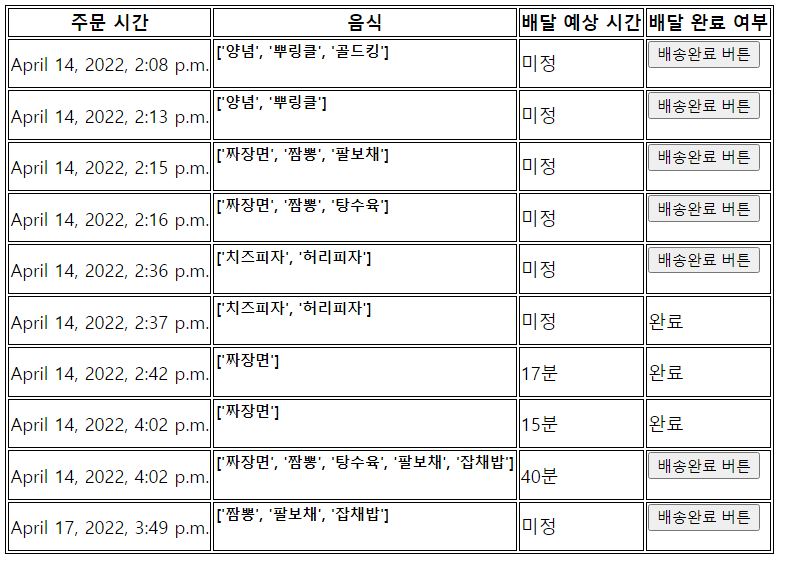 주문 시간 음식 배달 예상 시간 배달 완료 여부
April 14, 2022, 2:08 p.m. ['양념', '뿌링클', '골드킹'] 미정 배송완료 버튼
April 14, 2022, 2:13 p.m. ['양념', '뿌링클'] 미정 배송완료 버튼
April 14, 2022, 2:15 p.m. ['짜장면', '짬뽕', '팔보채'] 미정 배송완료 버튼
April 14, 2022, 2:16 p.m. ['짜장면', '짬뽕', '탕수육'] 미정 배송완료 버튼
April 14, 2022, 2:36 p.m. ['치즈피자', '허리피자'] 미정 배송완료 버튼
April 14, 2022, 2:37 p.m. ['치즈피자', '허리피자'] 미정 완료
April 14, 2022, 2:42 p.m. ['짜장면'] 17분 완료
April 14, 2022, 4:02 p.m. ['짜장면'] 15분 완료
April 14, 2022, 4:02 p.m. ['짜장면', '짬뽕', '탕수육', '팔보채', '잡채밥'] 40분 배송완료 버튼
April 17, 2022, 3:49 p.m. ['짬뽕', '팔보채', '잡채밥'] 미정 배송완료 버튼